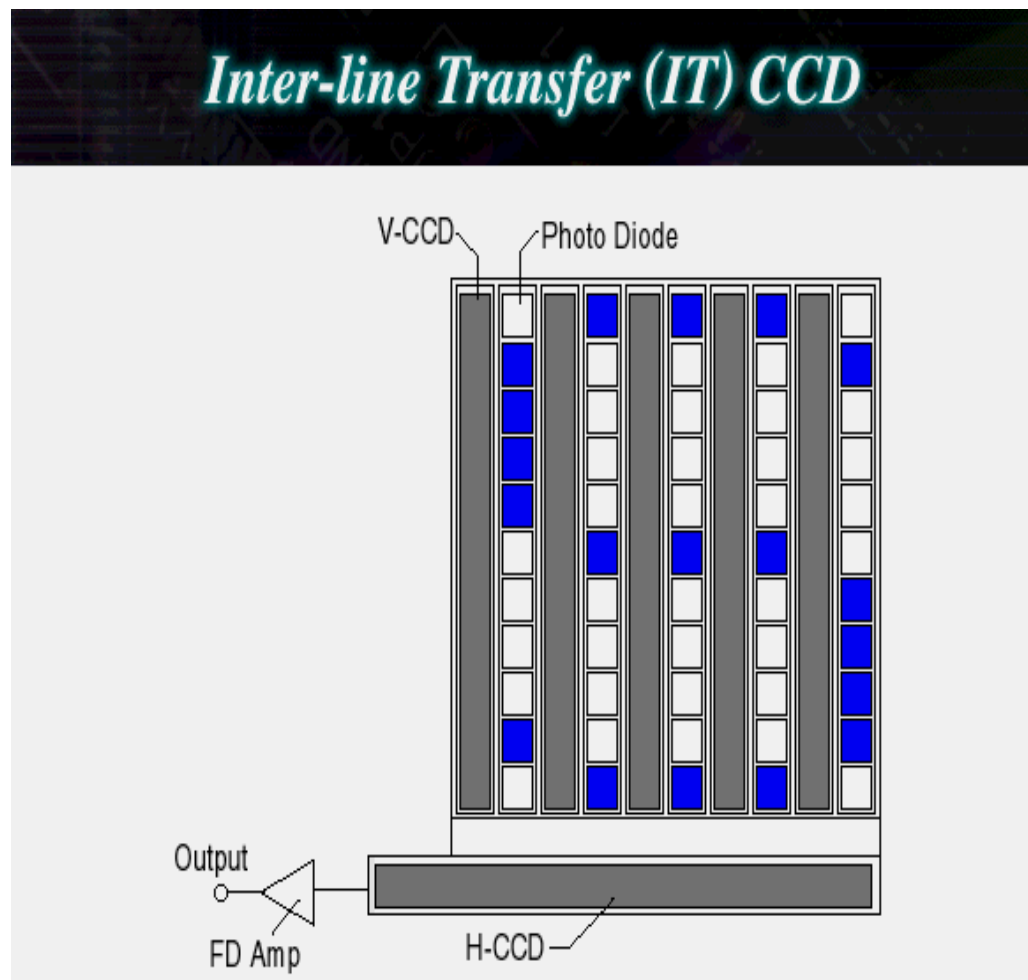 Inter-line Transfer (IT) CCD
V-CCD
Photo Diode
Output
FD Amp
H-CCD